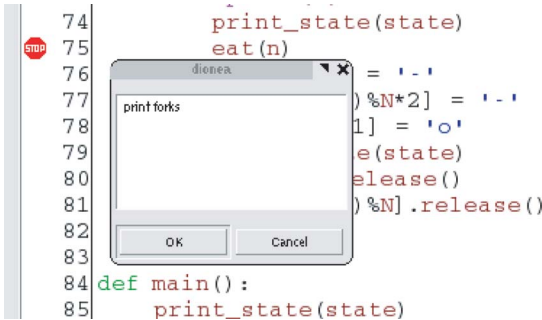 74 print_state(state)
STOP 75 eat(n)
76 = '-'
77 )%N*2] = '-'
78 1] = 'o'
79 e(state)
80 elease()
81 )%N].release()
82
83
84 def main():
85 print_state(state)
dionea
print forks
OK Cancel